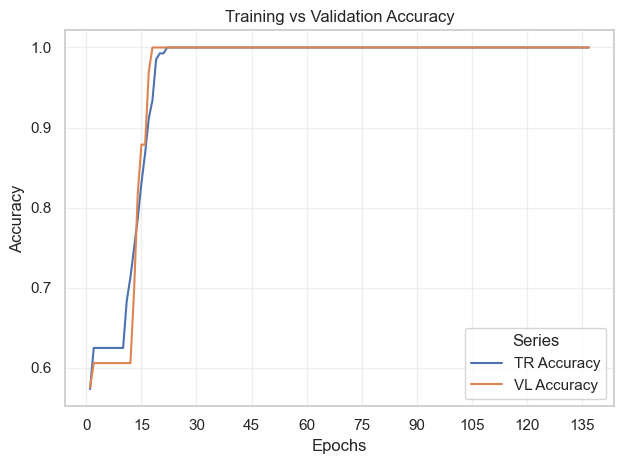 Training vs Validation Accuracy
1.0
0.9
0.8
0.7
0.6
Accuracy
0 15 30 45 60 75 90 105 120 135
Epochs
Series
TR Accuracy
VL Accuracy